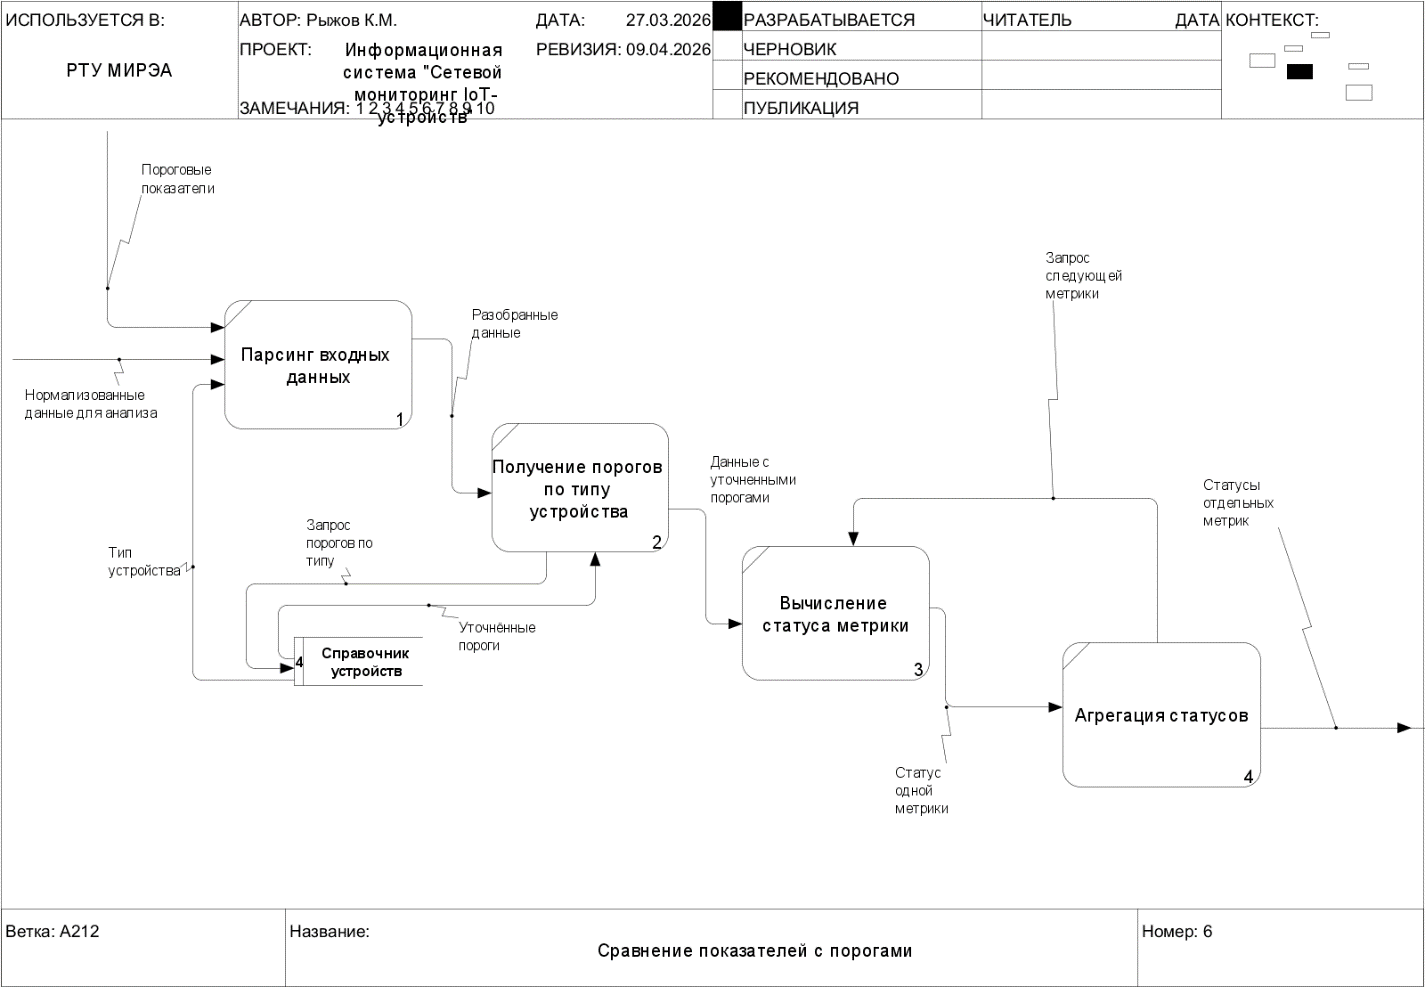 ИСПОЛЬЗУЕТСЯ В:
РТУ МИРЭА
АВТОР: Рыжов К.М.
ДАТА: 27.03.2026
ПРОЕКТ:
Информационная
система "Сетевой
мониторинг IoT-
устройств"
РЕВИЗИЯ: 09.04.2026
ЗАМЕЧАНИЯ: 1 2 3 4 5 6 7 8 9 10
РАЗРАБАТЫВАЕТСЯ
ЧЕРНОВИК
РЕКОМЕНДОВАНО
ПУБЛИКАЦИЯ
ЧИТАТЕЛЬ
ДАТА
КОНТЕКСТ:
Пороговые
показатели
Нормализованные
данные для анализа
Парсинг входных
данных
1
Разобранные
данные
Запрос
следующей
метрики
Получение порогов
по типу
устройства
2
Данные с
уточненными
порогами
Статусы
отдельных
метрик
Запрос
порогов по
типу
Тип
устройства
Уточнённые
пороги
4
Справочник
устройств
Вычисление
статуса метрики
3
Агрегация статусов
4
Статус
одной
метрики
Ветка: A212
Название:
Сравнение показателей с порогами
Номер: 6